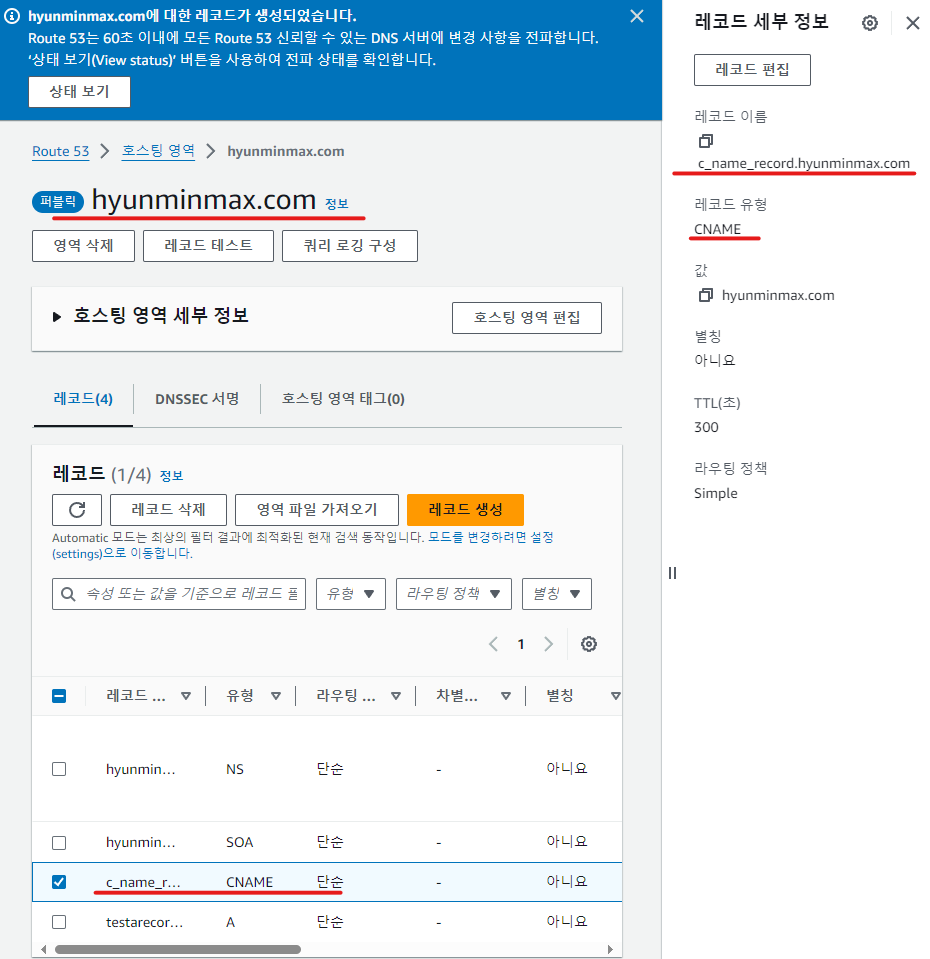 hyunminmax.com에 대한 레코드가 생성되었습니다.
Route 53는 60초 이내에 모든 Route 53 신뢰할 수 있는 DNS 서버에 변경 사항을 전파합니다.
‘상태 보기(View status)’ 버튼을 사용하여 전파 상태를 확인합니다.
상태 보기
Route 53
호스팅 영역
hyunminmax.com
퍼블릭 hyunminmax.com 정보
영역 삭제
레코드 테스트
쿼리 로깅 구성
호스팅 영역 세부 정보
호스팅 영역 편집
레코드(4)
DNSSEC 서명
호스팅 영역 태그(0)
레코드 (1/4) 정보
레코드 삭제
영역 파일 가져오기
레코드 생성
Automatic 모드는 최상의 필터 결과에 최적화된 현재 검색 동작입니다. 모드를 변경하려면 설정
(settings)으로 이동합니다.
속성 또는 값을 기준으로 레코드 필
유형
라우팅 정책
별칭
1
레코드 ... 유형 라우팅 ... 차별... 별칭
hyunmin... NS 단순 - 아니요
hyunmin... SOA 단순 - 아니요
c_name_r... CNAME 단순 - 아니요
testarecor... A 단순 - 아니요
레코드 세부 정보
레코드 편집
레코드 이름
c_name_record.hyunminmax.com
레코드 유형
CNAME
값
hyunminmax.com
별칭
아니요
TTL(초)
300
라우팅 정책
Simple